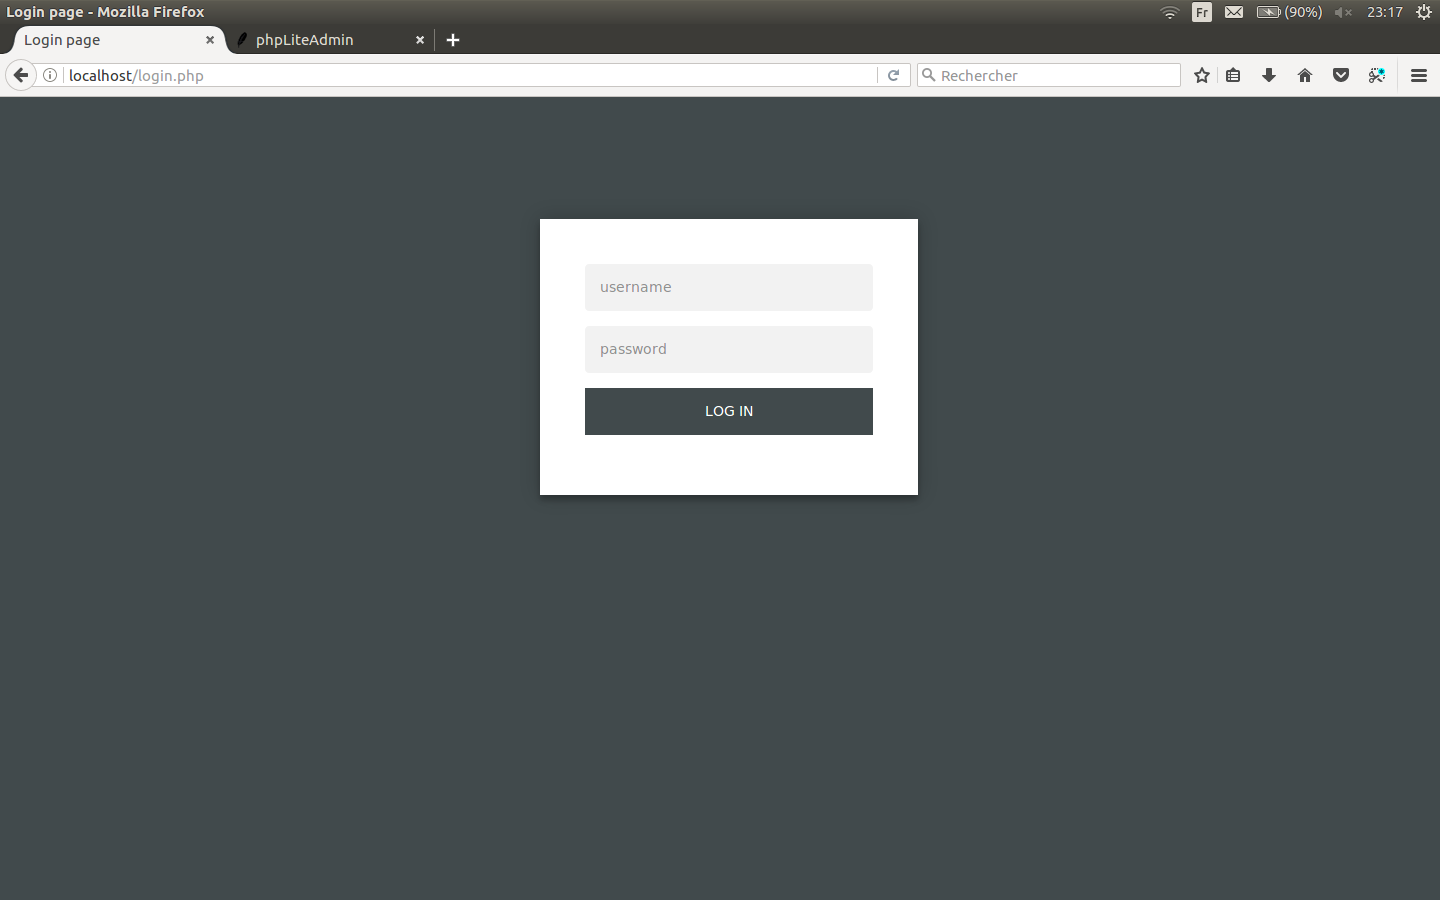 Login page - Mozilla Firefox
Fr
(90%)
23:17
Login page
phpLiteAdmin
localhost/login.php
Rechercher
username
password
LOG IN